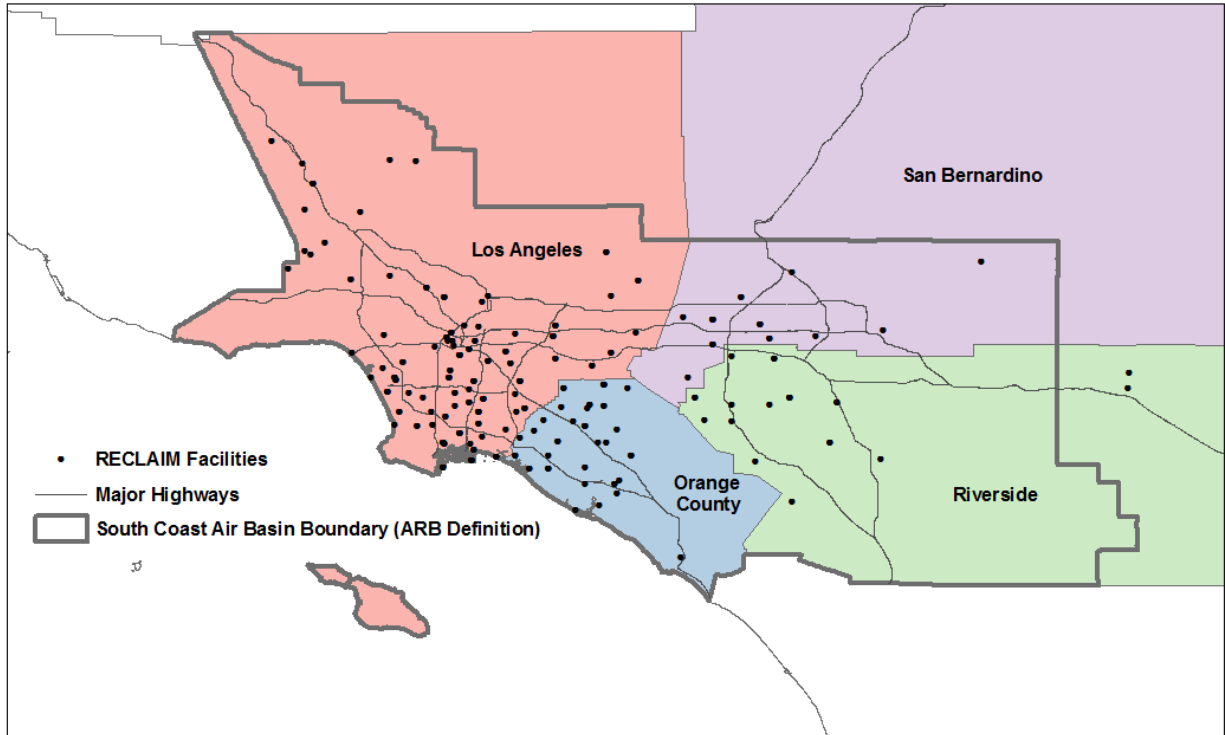 San Bernardino
Los Angeles
RECLAIM Facilities
Major Highways
South Coast Air Basin Boundary (ARB Definition)
Orange
County
Riverside